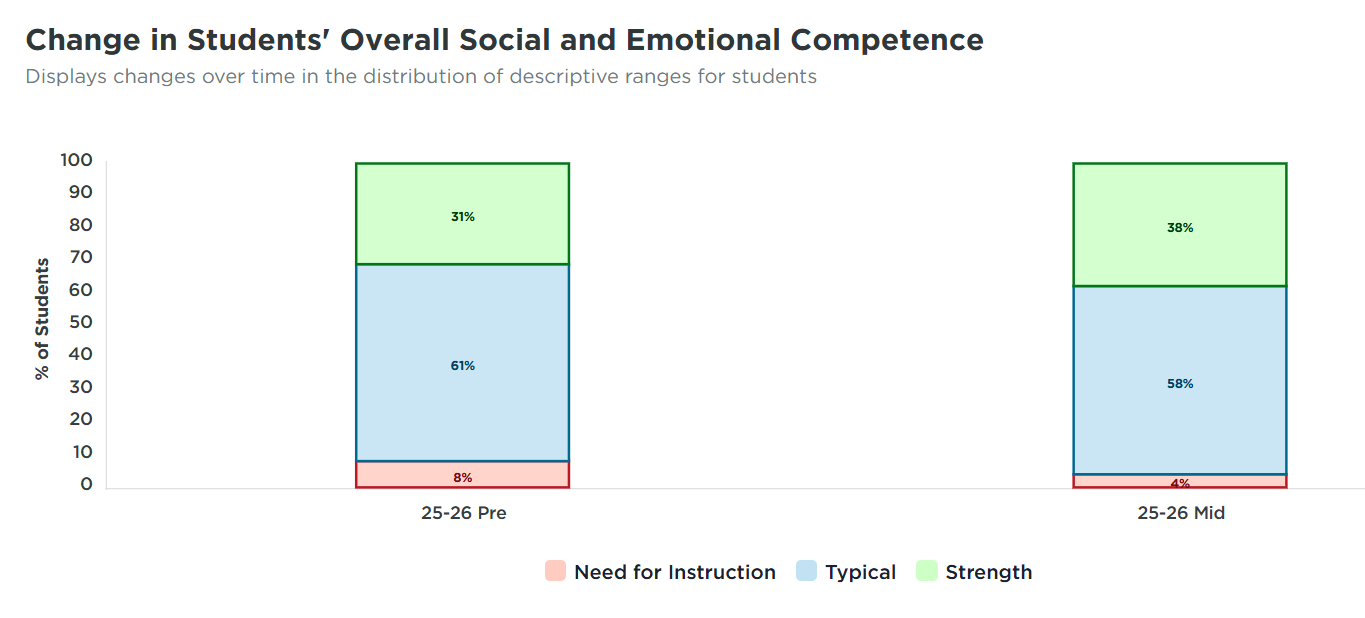 Change in Students' Overall Social and Emotional Competence
Displays changes over time in the distribution of descriptive ranges for students
% of Students
100
90
80
70
60
50
40
30
20
10
0
31%
61%
8%
38%
58%
4%
25-26 Pre
25-26 Mid
Need for Instruction
Typical
Strength